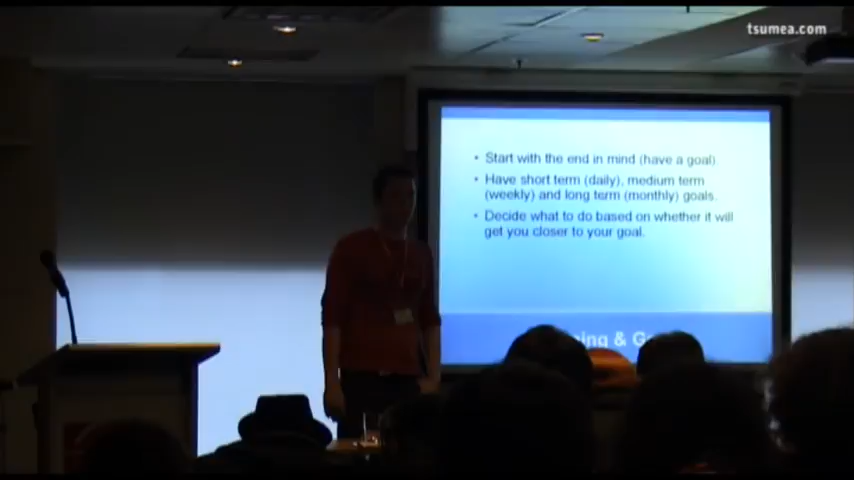 tsumea.com
• Start with the end in mind (have a goal)
• Have short term (daily), medium term
(weekly) and long term (monthly) goals.
• Decide what to do based on whether it will
get you closer to your goal.